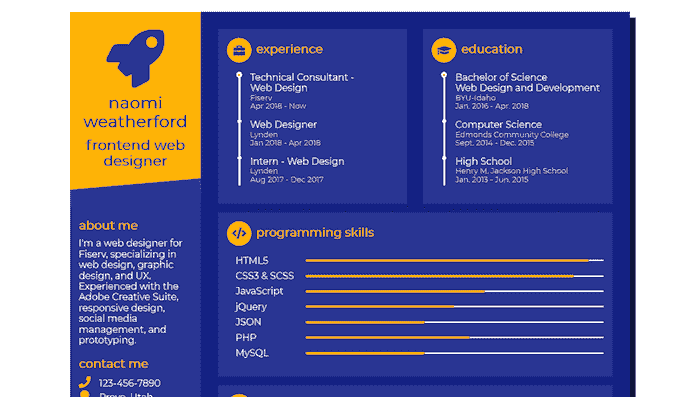 naomi
weatherford
frontend web
designer
about me
I'm a web designer for
Fiserv, specializing in
web design, graphic
design, and UX.
Experienced with the
Adobe Creative Suite,
responsive design,
social media
management, and
prototyping.
contact me
123-456-7890
Provo, Utah
experience
Technical Consultant -
Web Design
Fiserv
Apr 2018 - Now
Web Designer
Lynden
Jan 2018 - Apr 2018
Intern - Web Design
Lynden
Aug 2017 - Dec 2017
education
Bachelor of Science
Web Design and Development
BYU-Idaho
Jan. 2016 - Apr. 2018
Computer Science
Edmonds Community College
Sept. 2014 - Dec. 2015
High School
Henry M. Jackson High School
Jan. 2013 - Jun. 2015
</>
programming skills
HTML5
CSS3 & SCSS
JavaScript
jQuery
JSON
PHP
MySQL